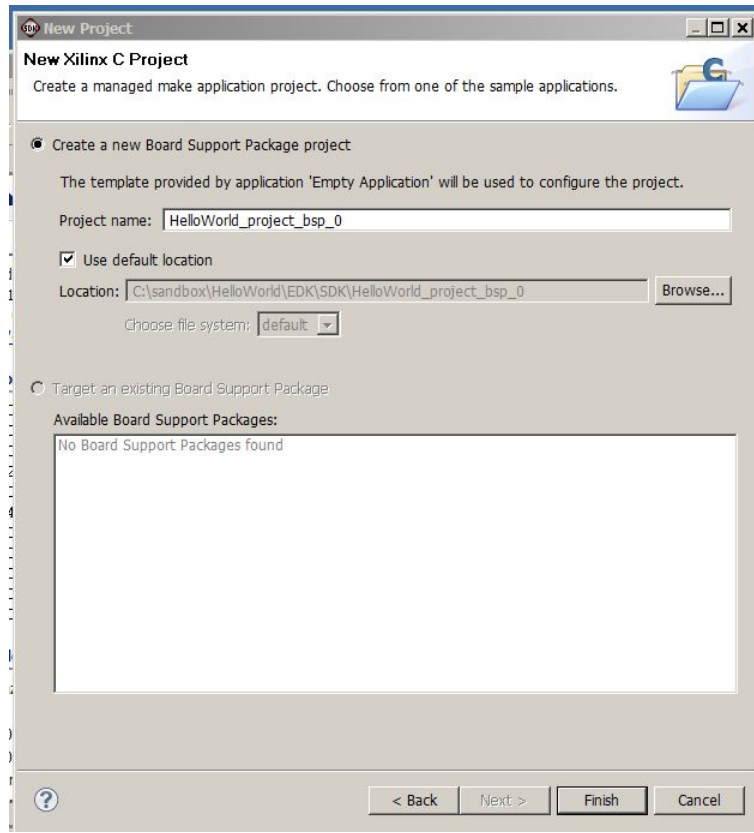 SDK New Project
New Xilinx C Project
Create a managed make application project. Choose from one of the sample applications.
C
Create a new Board Support Package project
The template provided by application 'Empty Application' will be used to configure the project.
Project name: HelloWorld_project_bsp_0
Use default location
Location: C:\sandbox\HelloWorld\EDK\SDK\HelloWorld_project_bsp_0 Browse...
Choose file system: default
Target an existing Board Support Package
Available Board Support Packages:
No Board Support Packages found
? < Back Next > Finish Cancel